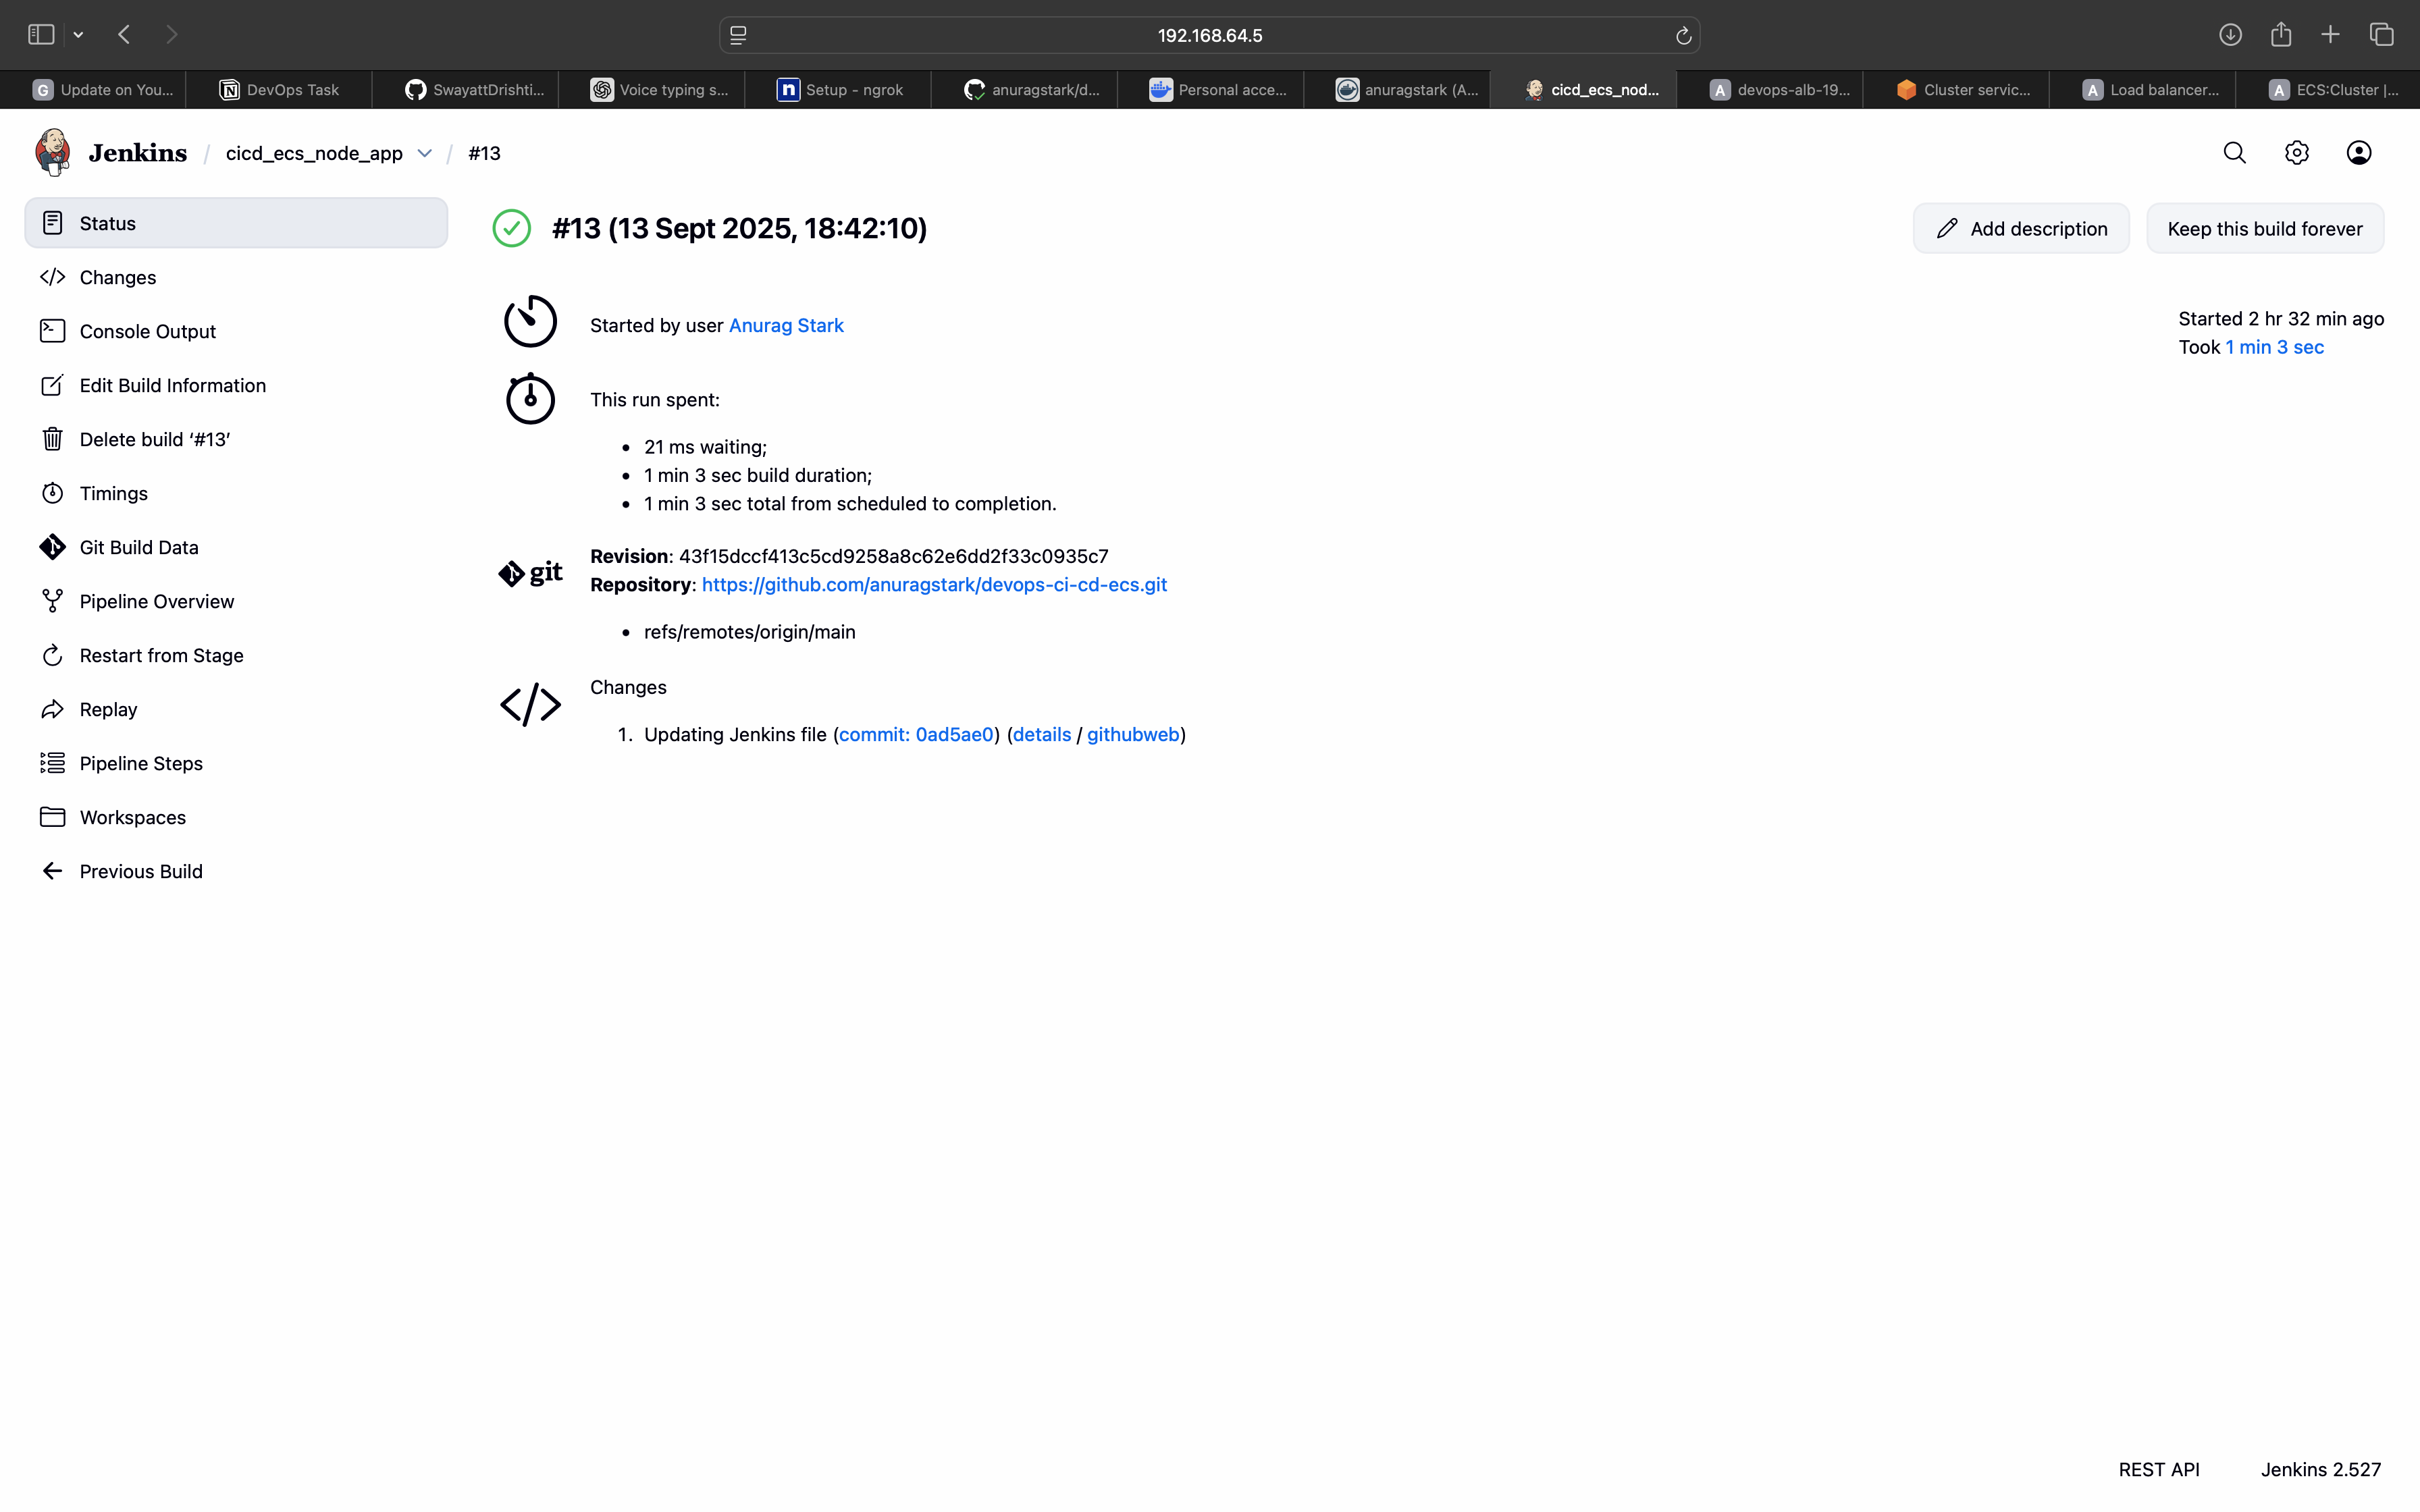 192.168.64.5
G Update on You... DevOps Task SwayattDrishti... Voice typing s... n Setup - ngrok anuragstark/d... Personal acce... anuragstark (A... cicd_ecs_nod... A devops-alb-19... Cluster servic... A Load balancer... A ECS:Cluster |...
Jenkins / cicd_ecs_node_app / #13
Status
Changes
Console Output
Edit Build Information
Delete build ‘#13’
Timings
Git Build Data
Pipeline Overview
Restart from Stage
Replay
Pipeline Steps
Workspaces
Previous Build
#13 (13 Sept 2025, 18:42:10)
Add description
Keep this build forever
Started by user Anurag Stark
Started 2 hr 32 min ago
Took 1 min 3 sec
This run spent:
• 21 ms waiting;
• 1 min 3 sec build duration;
• 1 min 3 sec total from scheduled to completion.
git
Revision: 43f15dccf413c5cd9258a8c62e6dd2f33c0935c7
Repository: https://github.com/anuragstark/devops-ci-cd-ecs.git
• refs/remotes/origin/main
Changes
1. Updating Jenkins file (commit: 0ad5ae0) (details / githubweb)
REST API
Jenkins 2.527